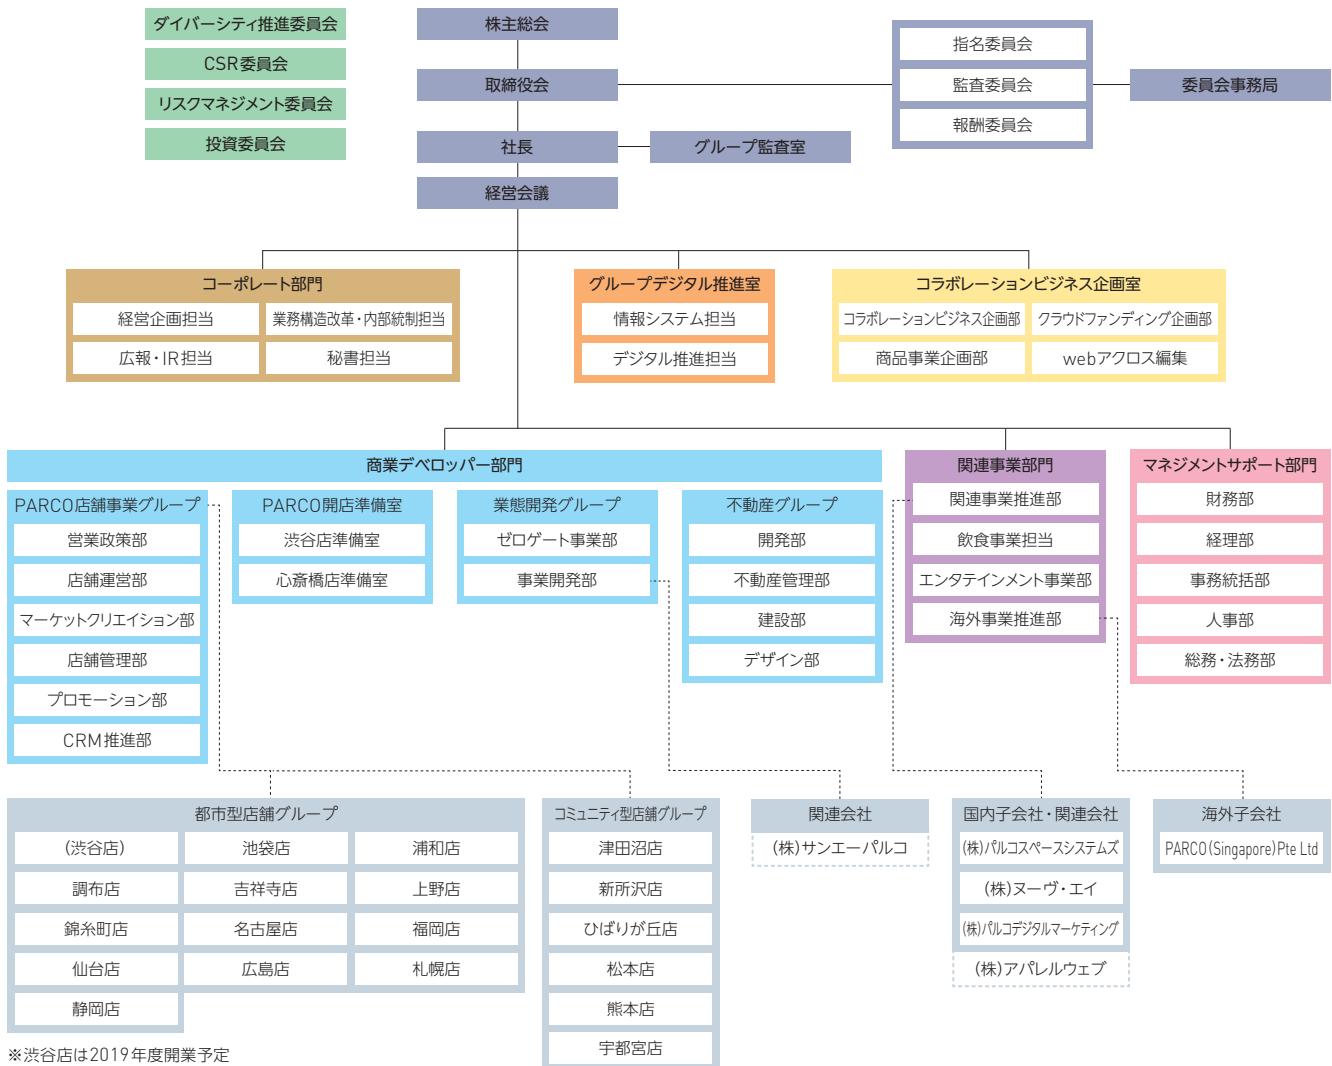 ダイバーシティ推進委員会
CSR委員会
リスクマネジメント委員会
投資委員会
株主総会
取締役会
社長
経営会議
グループ監査室
指名委員会
監査委員会
報酬委員会
委員会事務局
コーポレート部門
経営企画担当
業務構造改革・内部統制担当
広報・IR担当
秘書担当
グループデジタル推進室
情報システム担当
デジタル推進担当
コラボレーションビジネス企画室
コラボレーションビジネス企画部
クラウドファンディング企画部
商品事業企画部
webアクロス編集
商業デベロッパー部門
PARCO店舗事業グループ
営業政策部
店舗運営部
マーケットクリエイション部
店舗管理部
プロモーション部
CRM推進部
PARCO開店準備室
渋谷店準備室
心斎橋店準備室
業態開発グループ
ゼロゲート事業部
事業開発部
不動産グループ
開発部
不動産管理部
建設部
デザイン部
関連事業部門
関連事業推進部
飲食事業担当
エンタテインメント事業部
海外事業推進部
マネジメントサポート部門
財務部
経理部
事務統括部
人事部
総務・法務部
都市型店舗グループ
(渋谷店)
池袋店
浦和店
調布店
吉祥寺店
上野店
錦糸町店
名古屋店
福岡店
仙台店
広島店
札幌店
静岡店
コミュニティ型店舗グループ
津田沼店
新所沢店
ひばりが丘店
松本店
熊本店
宇都宮店
関連会社
(株)サンエーパルコ
国内子会社・関連会社
(株)パルコスペースシステムズ
(株)ヌーヴ・エイ
(株)パルコデジタルマーケティング
(株)アパレルウェブ
海外子会社
PARCO(Singapore)Pte Ltd
※渋谷店は2019年度開業予定